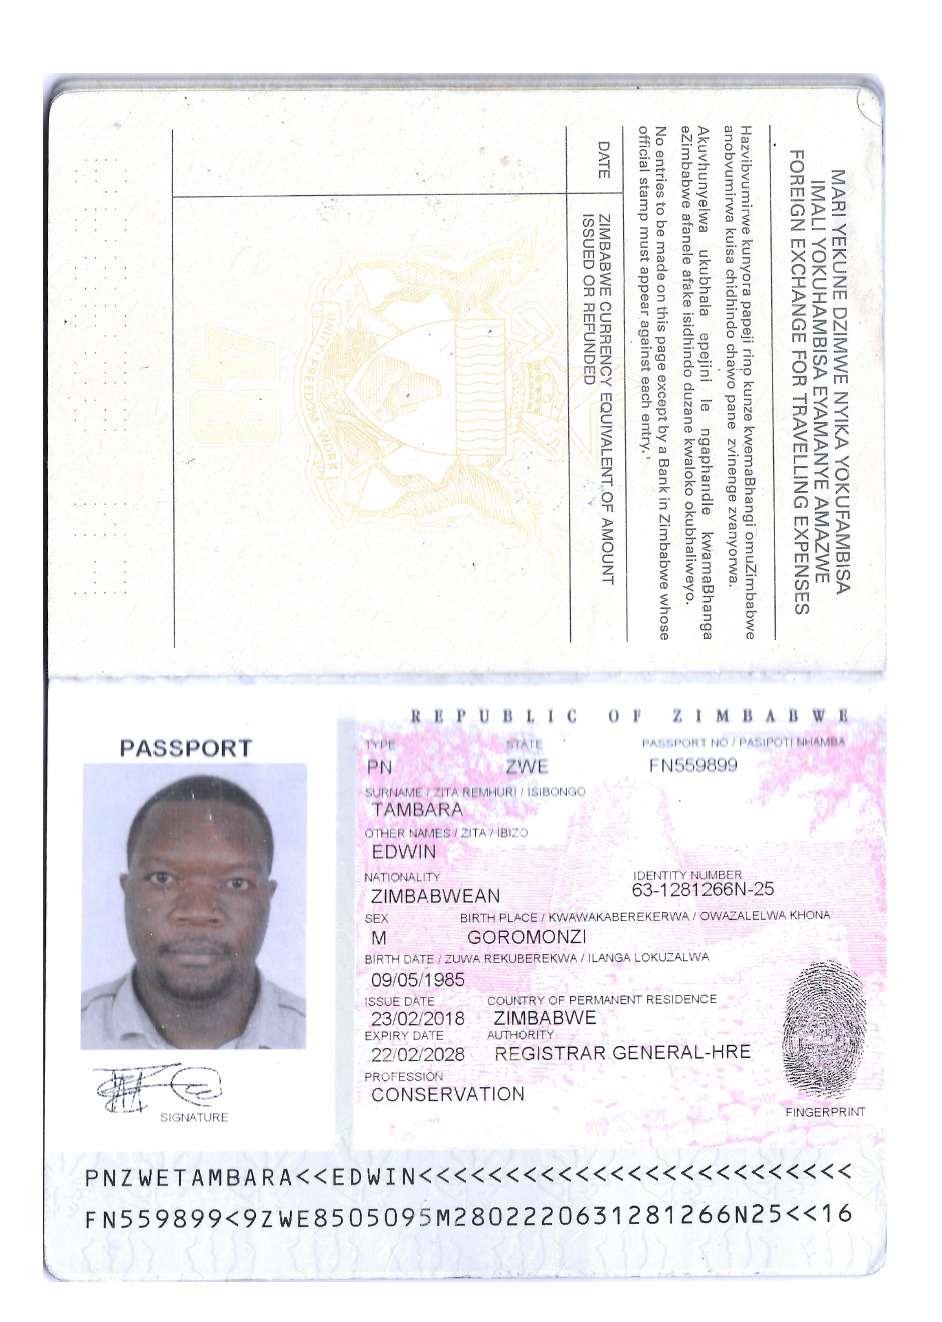 MARI YEKUNE DZIMWE NYIKA YOKUFAMBISA
IMALI YOKUHAMBISA EYAMANYE AMAZWE
FOREIGN EXCHANGE FOR TRAVELLING EXPENSES
Hazvibvumirwe kunyora papeji rino kunze kwemaBhangi omuZimbabwe
anobvumirwa kuisa chidhindo chawo pane zvinenge zvanyorwa.
Akuvhunyelwa ukubhala epejini le ngaphandle kwamaBhanga
eZimbabwe afanele afake isidhindo duzane kwaloko okubhaliweyo.
No entries to be made on this page except by a Bank in Zimbabwe whose
official stamp must appear against each entry.
DATE
ZIMBABWE CURRENCY EQUIVALENT OF AMOUNT
ISSUED OR REFUNDED
UNITY FREEDOM WORK
48
REPUBLIC OF ZIMBABWE
PASSPORT
TYPE STATE PASSPORT NO / PASIPOTI NHAMBA
PN ZWE FN559899
SURNAME / ZITA REMHURI / ISIBONGO
TAMBARA
OTHER NAMES / ZITA / IBIZO
EDWIN
NATIONALITY IDENTITY NUMBER
ZIMBABWEAN 63-1281266N-25
SEX BIRTH PLACE / KWAWAKABEREKERWA / OWAZALELWA KHONA
M GOROMONZI
BIRTH DATE / ZUWA REKUBEREKWA / ILANGA LOKUZALWA
09/05/1985
ISSUE DATE COUNTRY OF PERMANENT RESIDENCE
23/02/2018 ZIMBABWE
EXPIRY DATE AUTHORITY
22/02/2028 REGISTRAR GENERAL-HRE
PROFESSION
CONSERVATION
SIGNATURE
FINGERPRINT
PNZWETAMBARA<<EDWIN<<<<<<<<<<<<<<<<<<<<<<<<<
FN559899<9ZWE8505095M2802220631281266N25<<16